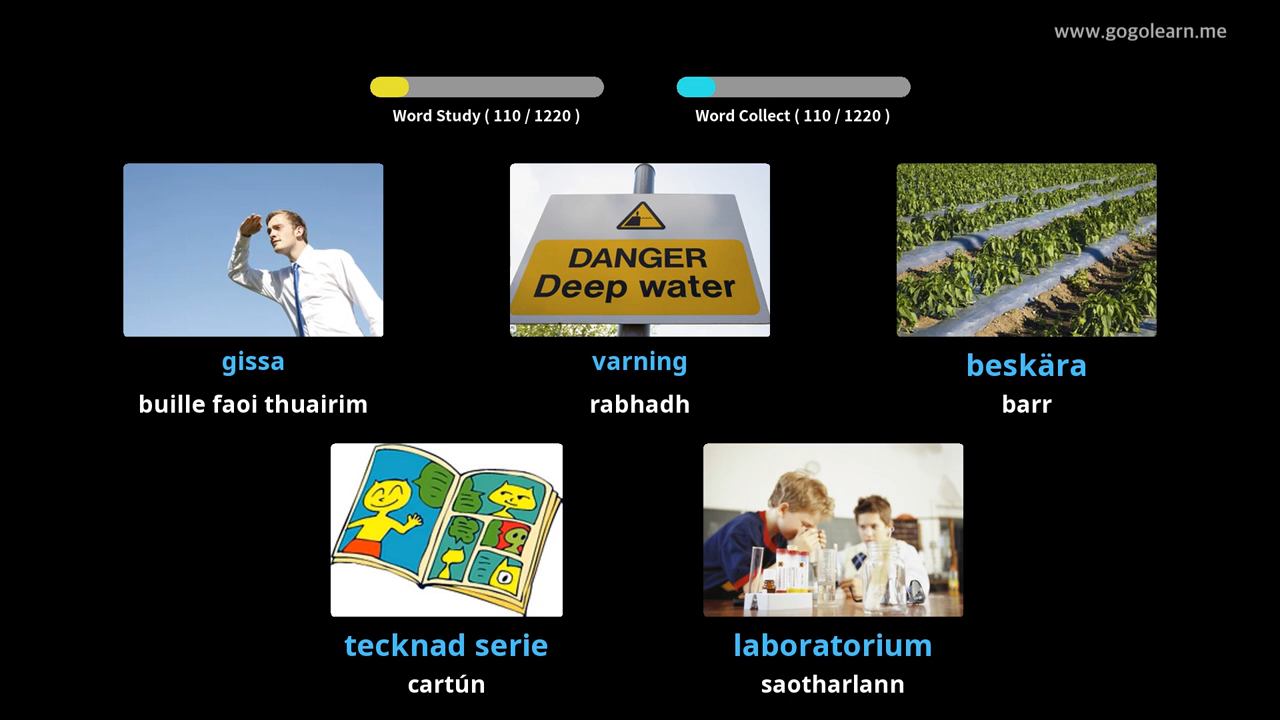 www.gogolearn.me
Word Study ( 110 / 1220 )
Word Collect ( 110 / 1220 )
DANGER
Deep water
gissa
varning
beskära
buille faoi thuairim
rabhadh
barr
tecknad serie
laboratorium
cartún
saotharlann